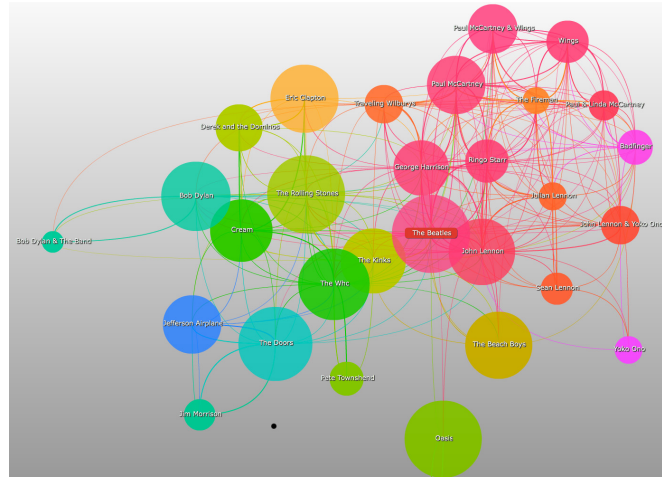 Paul McCartney & Wings
Wings
Paul McCartney
Eric Clapton
Traveling Wilburys
The Firemen
Paul & Linda McCartney
Derek and the Dominos
Badfinger
George Harrison
Ringo Starr
Bob Dylan
The Rolling Stones
Julian Lennon
John Lennon & Yoko Ono
Cream
The Beatles
Bob Dylan & The Band
John Lennon
The Kinks
The Who
Sean Lennon
Jefferson Airplane
The Doors
The Beach Boys
Yoko Ono
Pete Townshend
Jim Morrison
Oasis